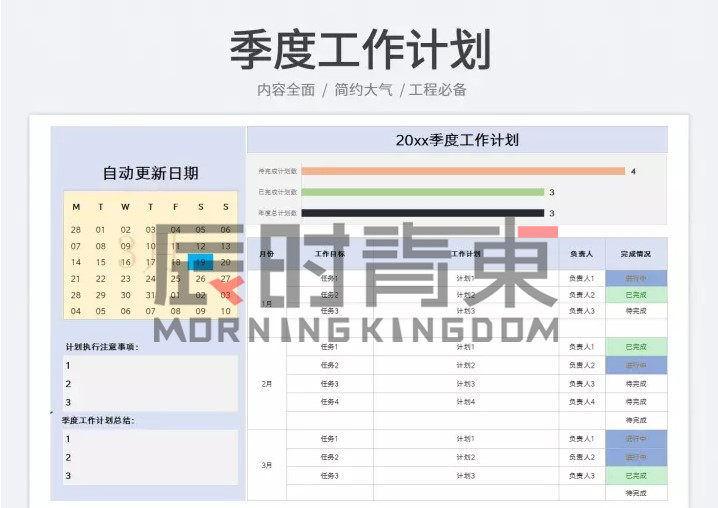 季度工作计划
内容全面 / 简约大气 / 工程必备
自动更新日期
M T W T F S S
28 01 02 03 04 05 06
07 08 09 10 11 12 13
14 15 16 17 18 19 20
21 22 23 24 25 26 27
28 29 30 31 01 02 03
04 05 06 07 08 09 10
3月
计划执行注意事项：
1
2
3
季度工作计划总结：
1
2
3
20xx季度工作计划
待完成计划数 4
已完成计划数 3
年度总计划数 3
月份 工作目标 工作计划 负责人 完成情况
1月
任务1 计划1 负责人1 进行中
任务2 计划2 负责人2 已完成
任务3 计划3 负责人3 待完成
2月
任务1 计划1 负责人1 已完成
任务2 计划2 负责人2 进行中
任务3 计划3 负责人3 待完成
任务4 计划4 负责人4 待完成
待完成
3月
任务1 计划1 负责人1 进行中
任务2 计划2 负责人2 进行中
任务3 计划3 负责人3 已完成
待完成
辰时青東
MORNINGKINGDOM